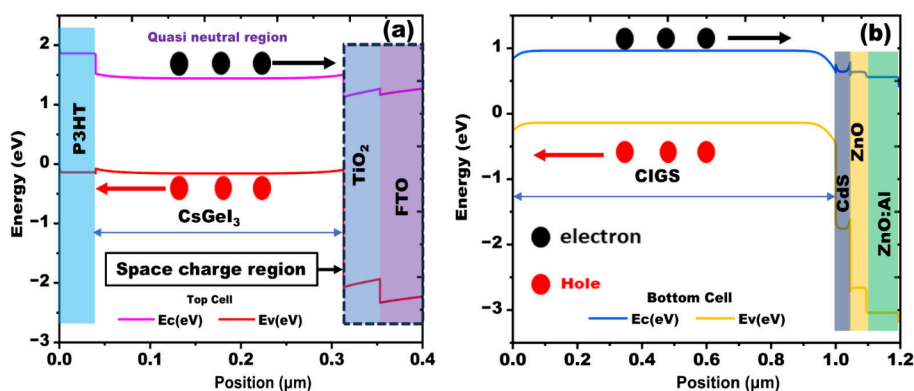 (a)
Quasi neutral region
P3HT
CsGeI₃
Space charge region
TiO₂
FTO
Top Cell
Ec(eV) Ev(eV)
Energy (eV)
2
1
0
−1
−2
−3
0.0 0.1 0.2 0.3 0.4
Position (µm)
(b)
CIGS
electron
Hole
CdS
ZnO
ZnO:Al
Bottom Cell
Ec(eV) Ev(eV)
Energy (eV)
2
1
0
−1
−2
−3
0.0 0.2 0.4 0.6 0.8 1.0 1.2
Position (µm)